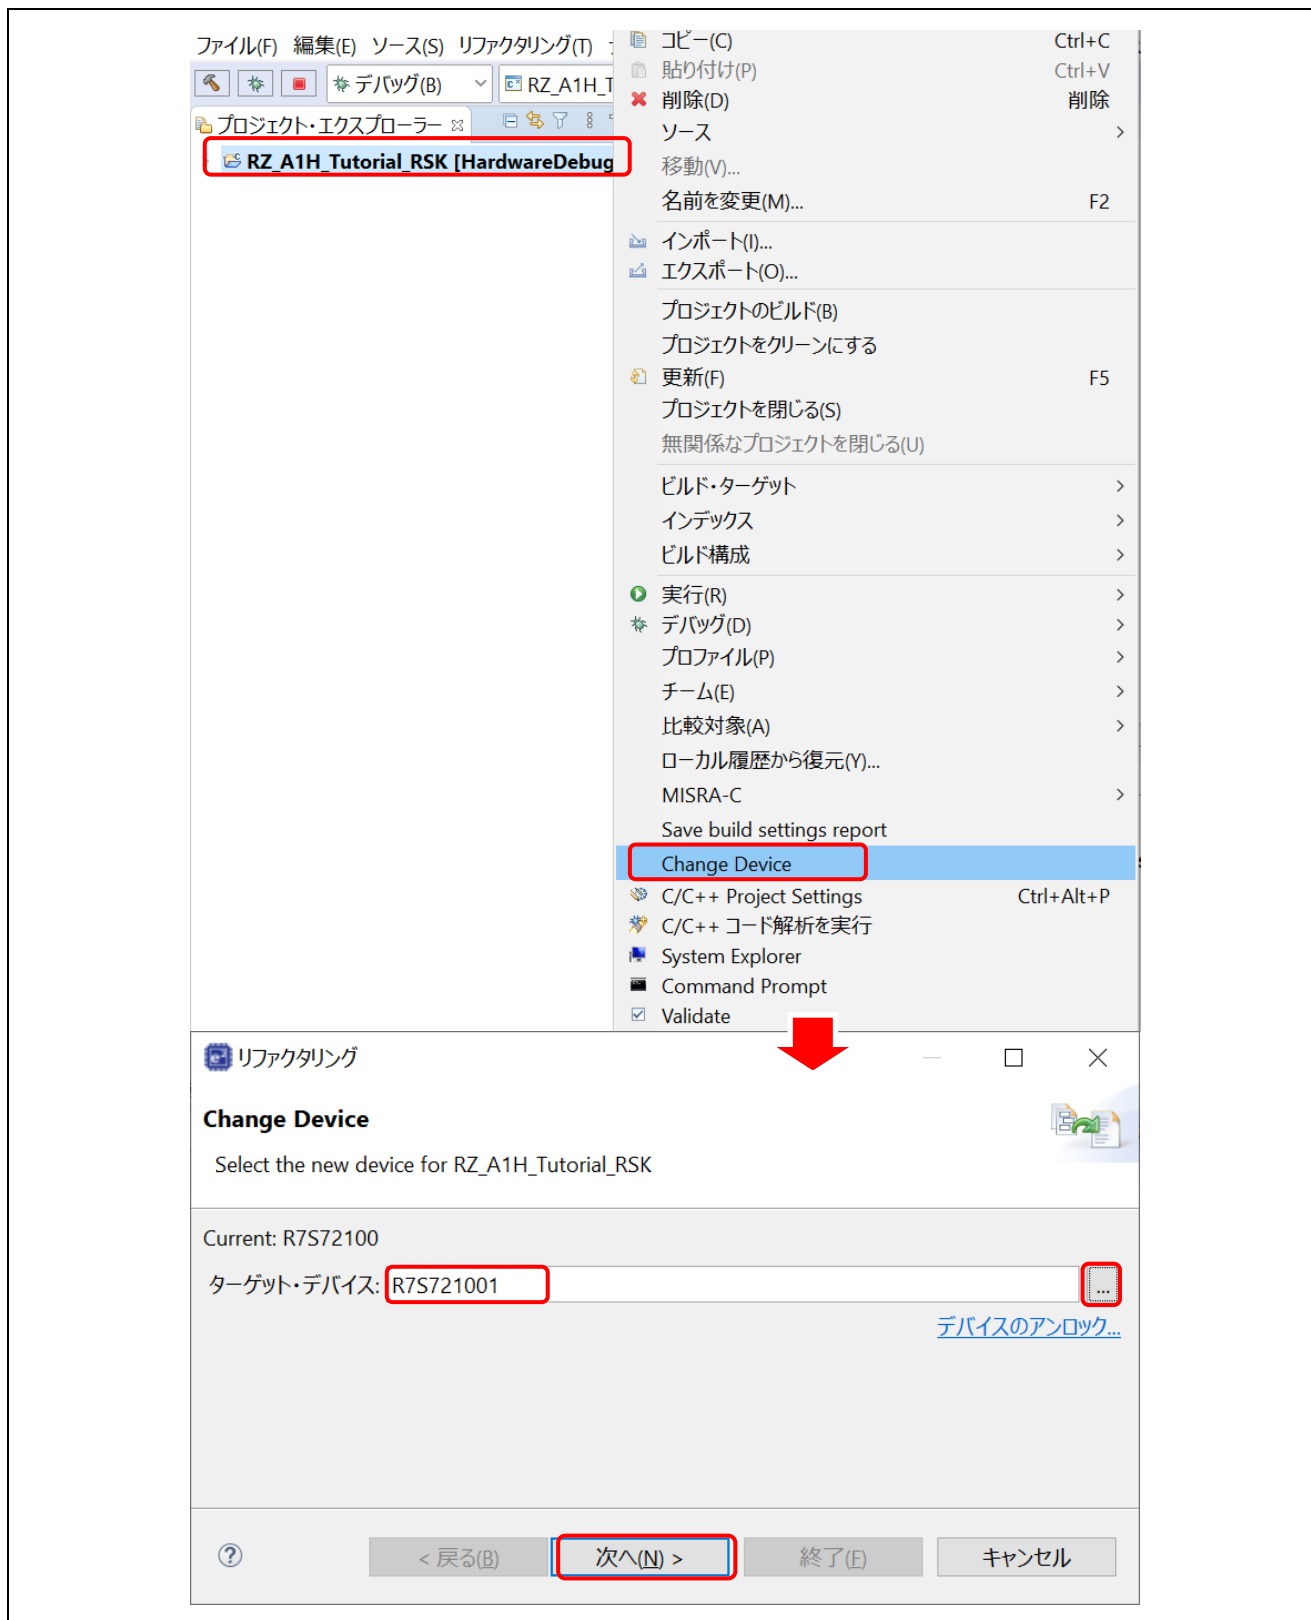 ファイル(F) 編集(E) ソース(S) リファクタリング(T)
デバッグ(B) RZ_A1H_T
プロジェクト・エクスプローラー
RZ_A1H_Tutorial_RSK [HardwareDebug
コピー(C) Ctrl+C
貼り付け(P) Ctrl+V
削除(D) 削除
ソース >
移動(V)...
名前を変更(M)... F2
インポート(I)...
エクスポート(O)...
プロジェクトのビルド(B)
プロジェクトをクリーンにする
更新(F) F5
プロジェクトを閉じる(S)
無関係なプロジェクトを閉じる(U)
ビルド・ターゲット >
インデックス >
ビルド構成 >
実行(R) >
デバッグ(D) >
プロファイル(P) >
チーム(E) >
比較対象(A) >
ローカル履歴から復元(Y)...
MISRA-C >
Save build settings report
Change Device
C/C++ Project Settings Ctrl+Alt+P
C/C++ コード解析を実行
System Explorer
Command Prompt
Validate
リファクタリング
Change Device
Select the new device for RZ_A1H_Tutorial_RSK
Current: R7S72100
ターゲット・デバイス: R7S721001 ...
デバイスのアンロック...
< 戻る(B) 次へ(N) > 終了(F) キャンセル